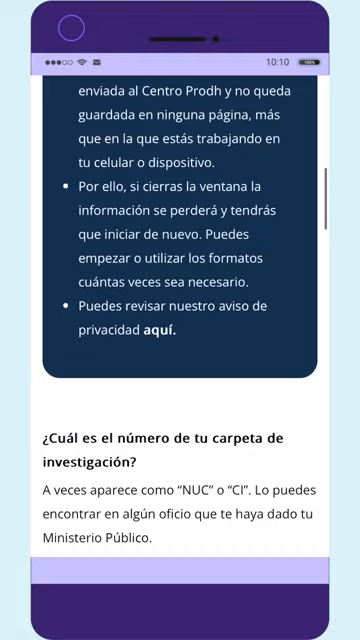 10:10
100%
enviada al Centro Prodh y no queda
guardada en ninguna página, más
que en la que estás trabajando en
tu celular o dispositivo.
• Por ello, si cierras la ventana la
información se perderá y tendrás
que iniciar de nuevo. Puedes
empezar o utilizar los formatos
cuántas veces sea necesario.
• Puedes revisar nuestro aviso de
privacidad aquí.
¿Cuál es el número de tu carpeta de
investigación?
A veces aparece como “NUC” o “CI”. Lo puedes
encontrar en algún oficio que te haya dado tu
Ministerio Público.